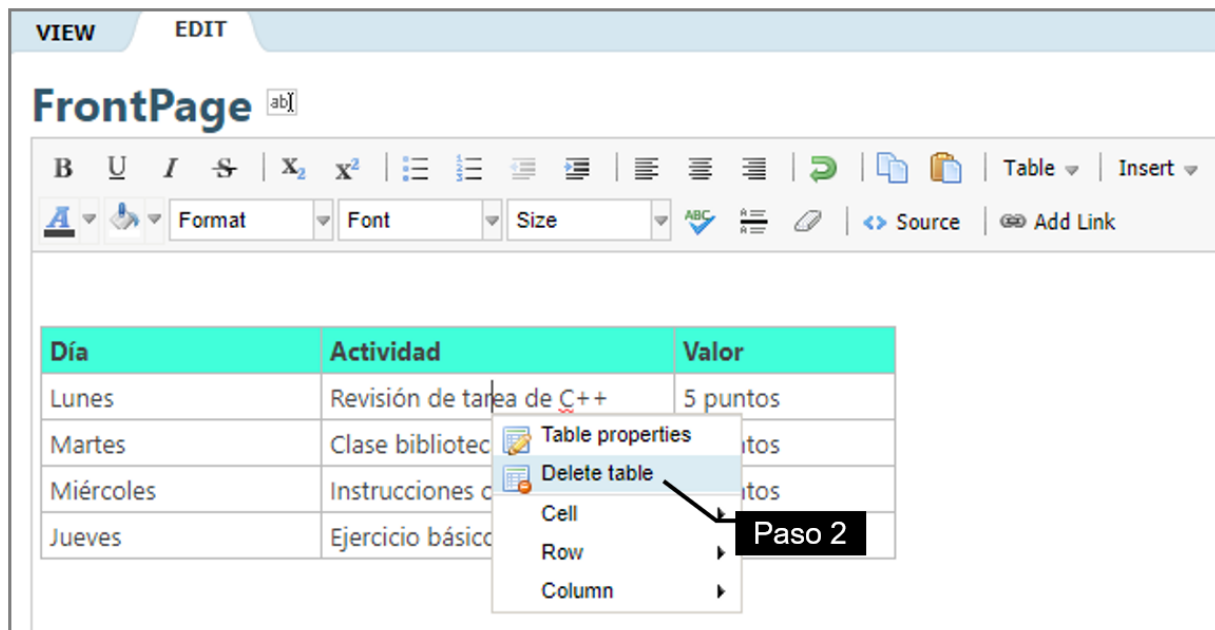 VIEW EDIT
FrontPage ab
B U I S X2 X2 Table Insert
A Format Font Size ABC Source Add Link
Día Actividad Valor
Lunes Revisión de tarea de C++ 5 puntos
Martes Clase bibliotec ntos
Miércoles Instrucciones c ntos
Jueves Ejercicio básico
Table properties
Delete table
Cell
Row
Column
Paso 2